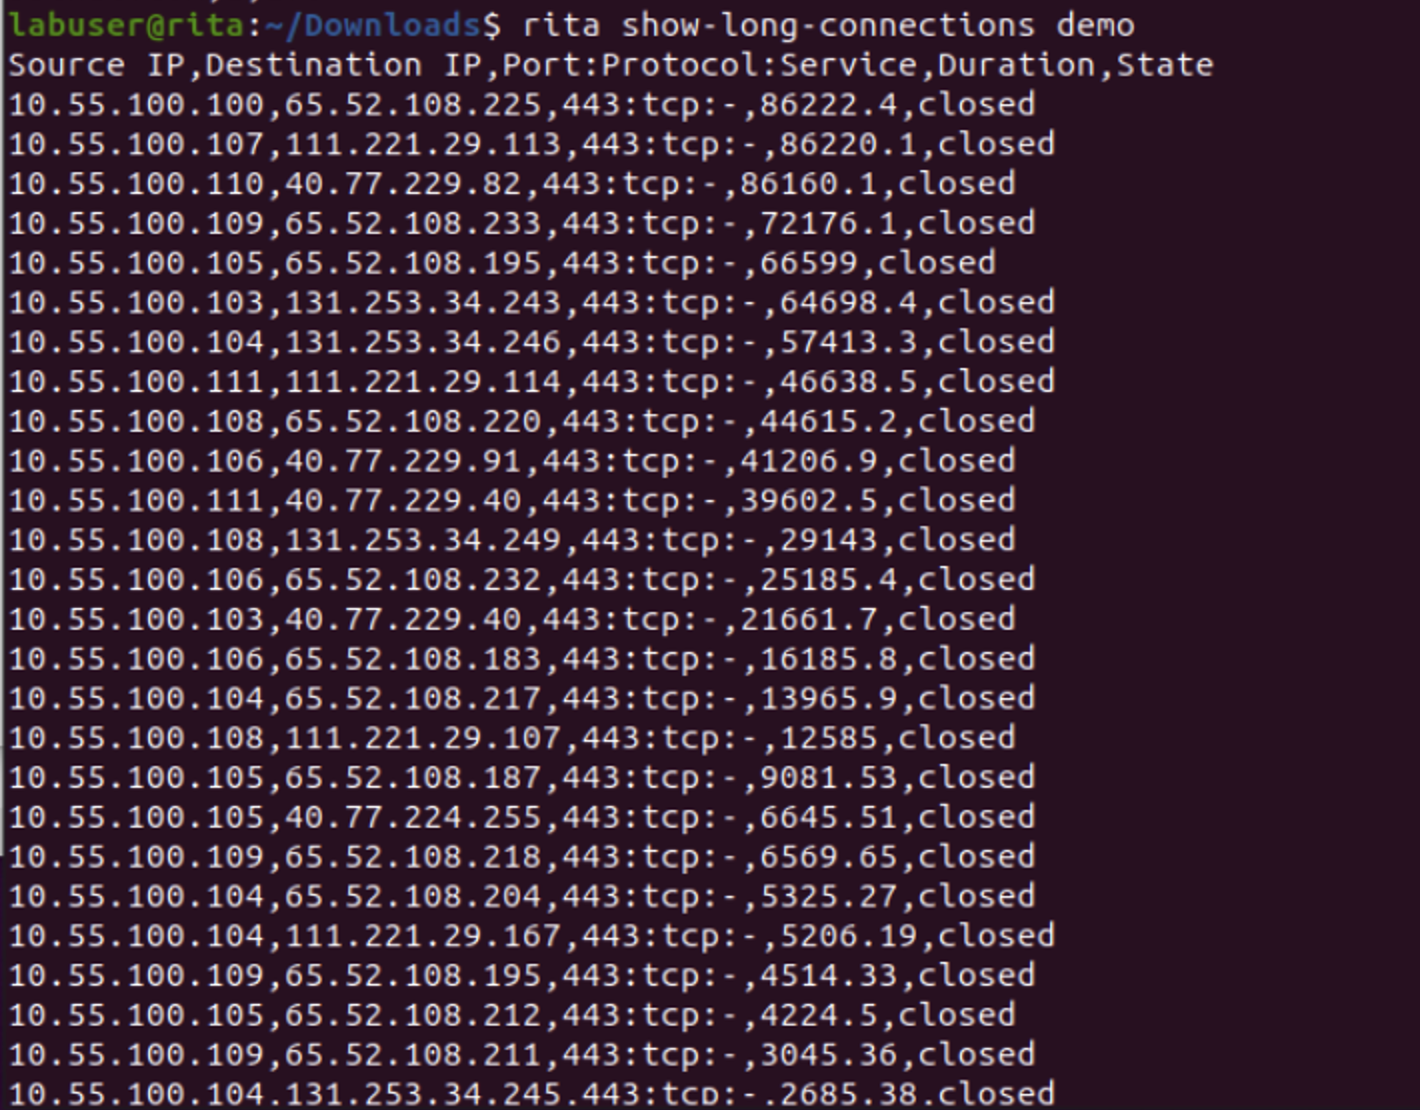 labuser@rita:~/Downloads$ rita show-long-connections demo
Source IP,Destination IP,Port:Protocol:Service,Duration,State
10.55.100.100,65.52.108.225,443:tcp:-,86222.4,closed
10.55.100.107,111.221.29.113,443:tcp:-,86220.1,closed
10.55.100.110,40.77.229.82,443:tcp:-,86160.1,closed
10.55.100.109,65.52.108.233,443:tcp:-,72176.1,closed
10.55.100.105,65.52.108.195,443:tcp:-,66599,closed
10.55.100.103,131.253.34.243,443:tcp:-,64698.4,closed
10.55.100.104,131.253.34.246,443:tcp:-,57413.3,closed
10.55.100.111,111.221.29.114,443:tcp:-,46638.5,closed
10.55.100.108,65.52.108.220,443:tcp:-,44615.2,closed
10.55.100.106,40.77.229.91,443:tcp:-,41206.9,closed
10.55.100.111,40.77.229.40,443:tcp:-,39602.5,closed
10.55.100.108,131.253.34.249,443:tcp:-,29143,closed
10.55.100.106,65.52.108.232,443:tcp:-,25185.4,closed
10.55.100.103,40.77.229.40,443:tcp:-,21661.7,closed
10.55.100.106,65.52.108.183,443:tcp:-,16185.8,closed
10.55.100.104,65.52.108.217,443:tcp:-,13965.9,closed
10.55.100.108,111.221.29.107,443:tcp:-,12585,closed
10.55.100.105,65.52.108.187,443:tcp:-,9081.53,closed
10.55.100.105,40.77.224.255,443:tcp:-,6645.51,closed
10.55.100.109,65.52.108.218,443:tcp:-,6569.65,closed
10.55.100.104,65.52.108.204,443:tcp:-,5325.27,closed
10.55.100.104,111.221.29.167,443:tcp:-,5206.19,closed
10.55.100.109,65.52.108.195,443:tcp:-,4514.33,closed
10.55.100.105,65.52.108.212,443:tcp:-,4224.5,closed
10.55.100.109,65.52.108.211,443:tcp:-,3045.36,closed
10.55.100.104,131.253.34.245,443:tcp:-,2685.38,closed